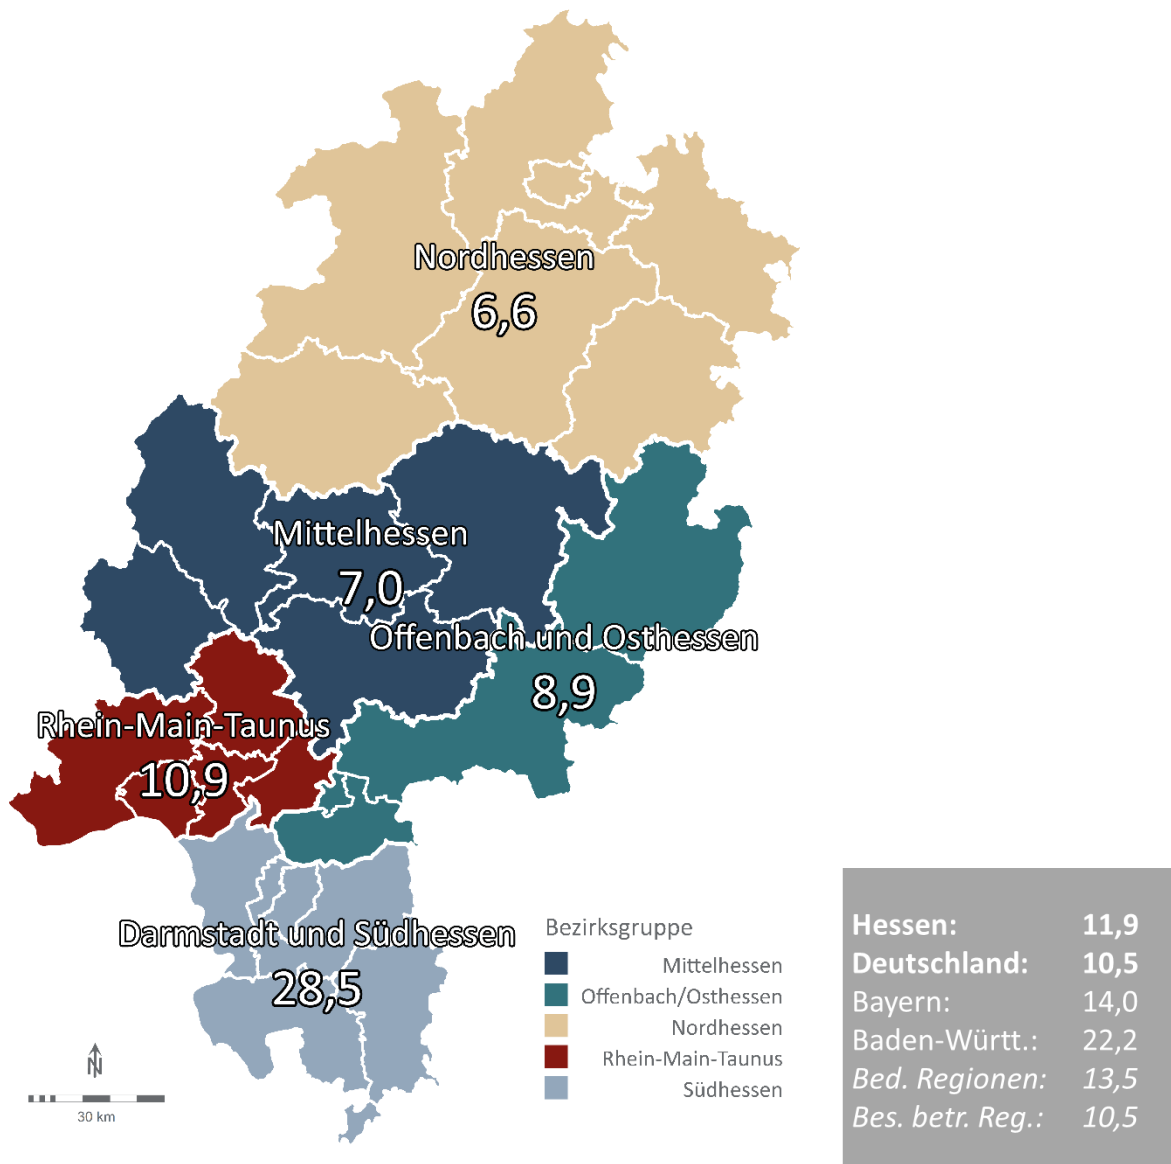 Nordhessen
6,6
Mittelhessen
7,0
Offenbach und Osthessen
8,9
Rhein-Main-Taunus
10,9
Darmstadt und Südhessen
28,5
Bezirksgruppe
Mittelhessen
Offenbach/Osthessen
Nordhessen
Rhein-Main-Taunus
Südhessen
N
30 km
Hessen: 11,9
Deutschland: 10,5
Bayern: 14,0
Baden-Württ.: 22,2
Bed. Regionen: 13,5
Bes. betr. Reg.: 10,5